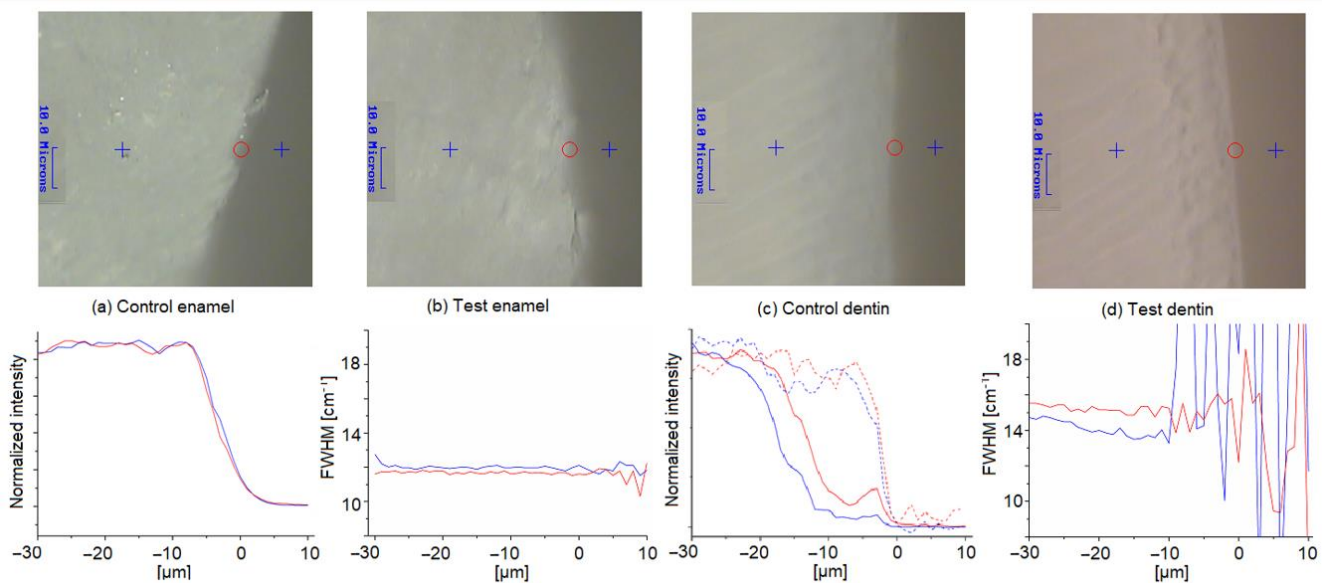 10.0 Microns
10.0 Microns
10.0 Microns
10.0 Microns
(a) Control enamel
(b) Test enamel
(c) Control dentin
(d) Test dentin
Normalized intensity
−30 −20 −10 0 10
[µm]
FWHM [cm⁻¹]
18
14
10
−30 −20 −10 0 10
[µm]
Normalized intensity
−30 −20 −10 0 10
[µm]
FWHM [cm⁻¹]
18
14
10
−30 −20 −10 0 10
[µm]